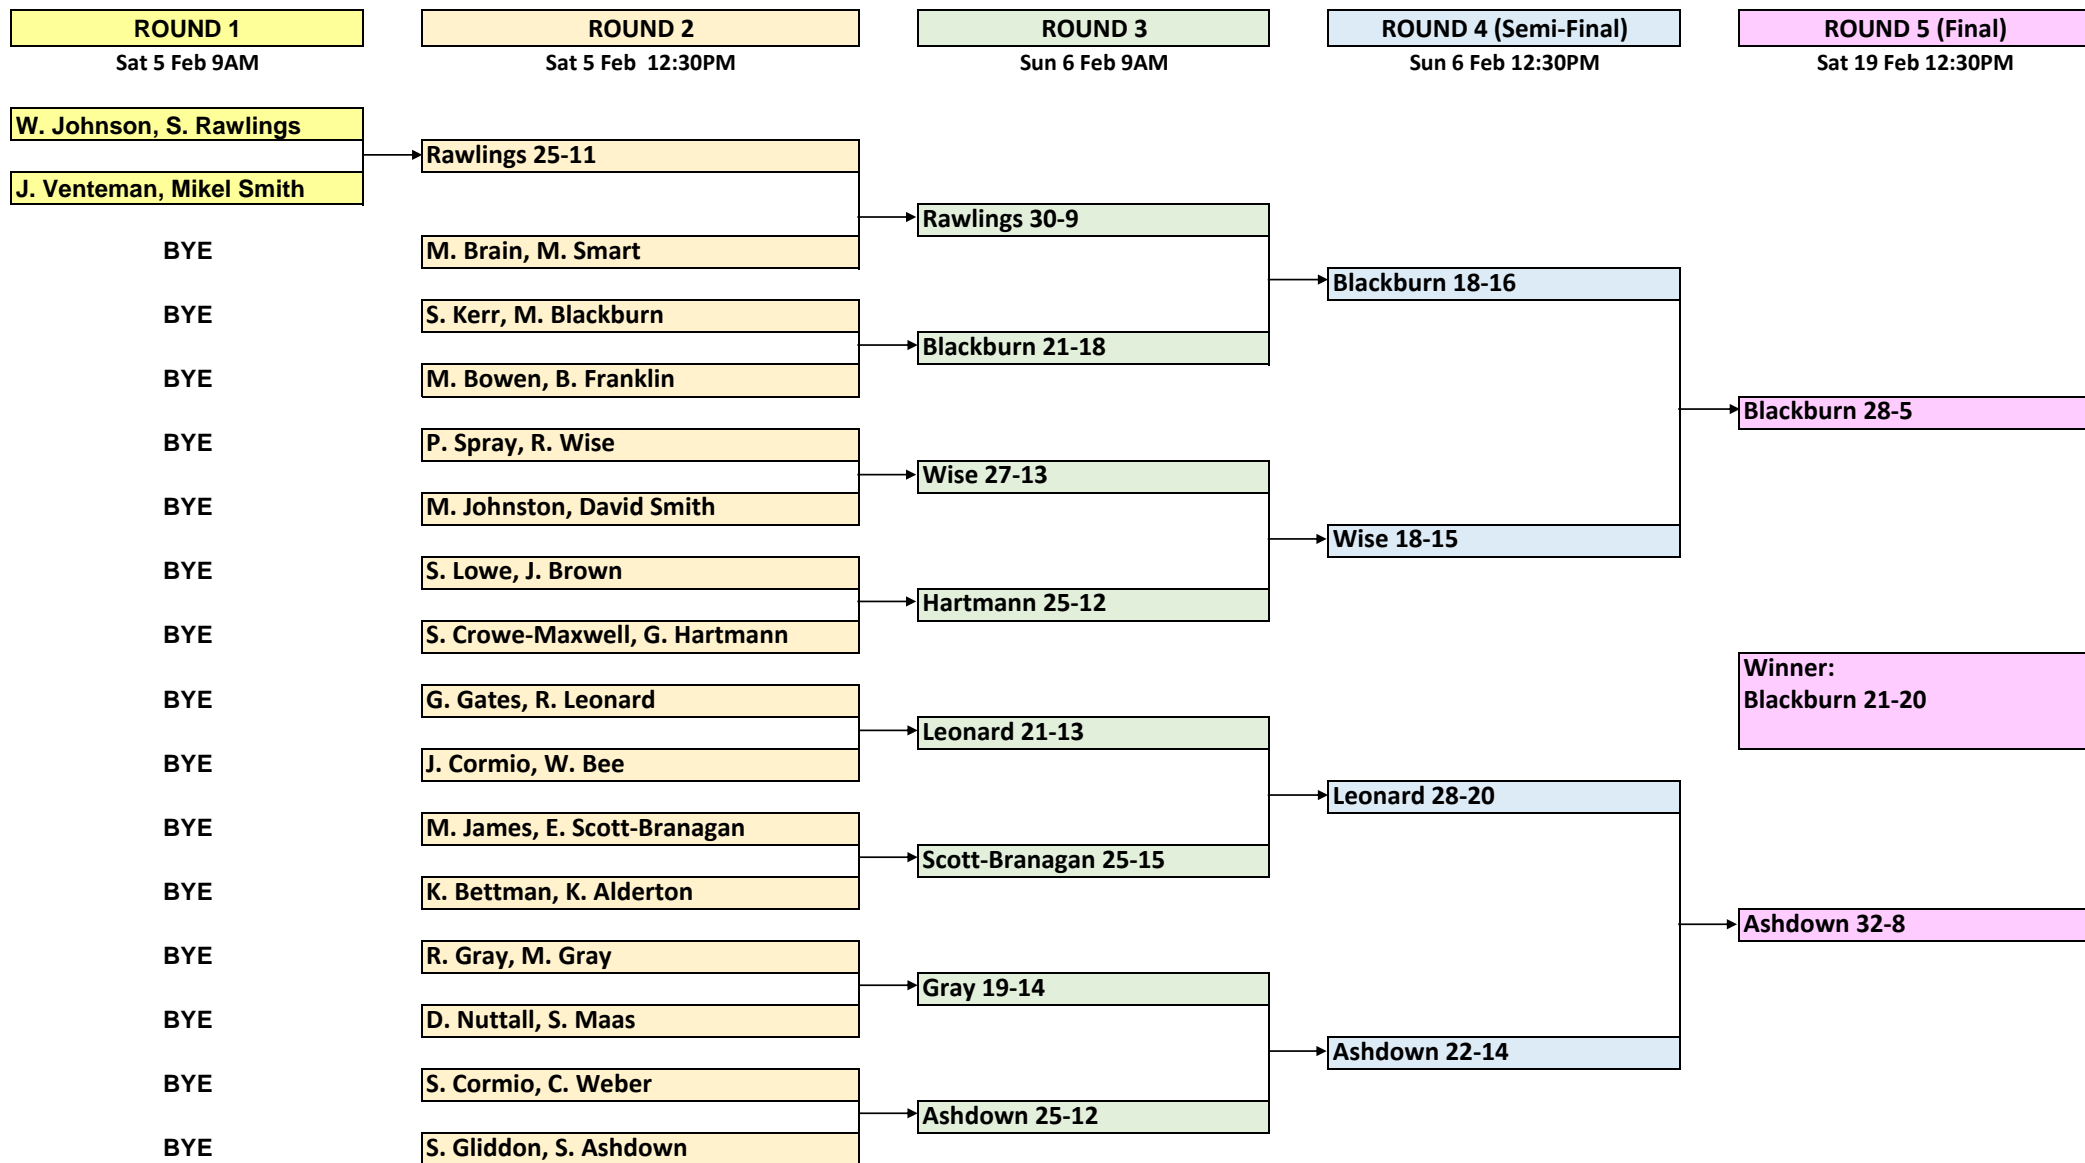 ROUND 1
ROUND 2
ROUND 3
ROUND 4 (Semi-Final)
ROUND 5 (Final)
Sat 5 Feb 9AM
Sat 5 Feb  12:30PM
Sun 6 Feb 9AM
Sun 6 Feb 12:30PM
Sat 19 Feb 12:30PM
W. Johnson, S. Rawlings
Rawlings 25-11
J. Venteman, Mikel Smith
Rawlings 30-9
BYE
M. Brain, M. Smart
Blackburn 18-16
BYE
S. Kerr, M. Blackburn
Blackburn 21-18
BYE
M. Bowen, B. Franklin
Blackburn 28-5
BYE
P. Spray, R. Wise
Wise 27-13
BYE
M. Johnston, David Smith
Wise 18-15
BYE
S. Lowe, J. Brown
Hartmann 25-12
BYE
S. Crowe-Maxwell, G. Hartmann
Winner:
Blackburn 21-20
BYE
G. Gates, R. Leonard
Leonard 21-13
BYE
J. Cormio, W. Bee
Leonard 28-20
BYE
M. James, E. Scott-Branagan
Scott-Branagan 25-15
BYE
K. Bettman, K. Alderton
Ashdown 32-8
BYE
R. Gray, M. Gray
Gray 19-14
BYE
D. Nuttall, S. Maas
Ashdown 22-14
BYE
S. Cormio, C. Weber
Ashdown 25-12
BYE
S. Gliddon, S. Ashdown